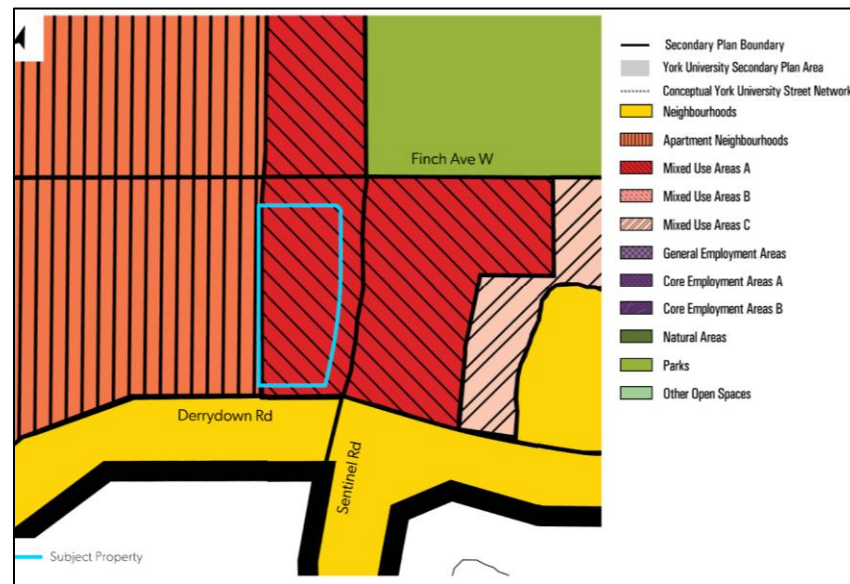 Secondary Plan Boundary
York University Secondary Plan Area
Conceptual York University Street Network
Neighbourhoods
Apartment Neighbourhoods
Mixed Use Areas A
Mixed Use Areas B
Mixed Use Areas C
General Employment Areas
Core Employment Areas A
Core Employment Areas B
Natural Areas
Parks
Other Open Spaces
Finch Ave W
Derrydown Rd
Sentinel Rd
Subject Property